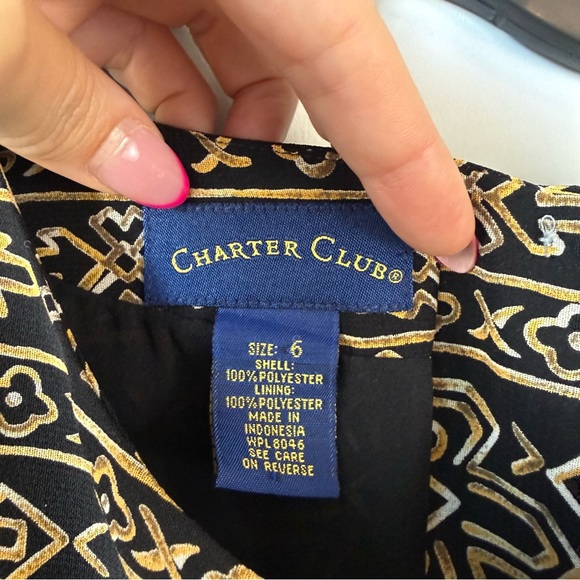 CHARTER CLUB®
SIZE: 6
SHELL:
100% POLYESTER
LINING:
100% POLYESTER
MADE IN
INDONESIA
WPL8046
SEE CARE
ON REVERSE